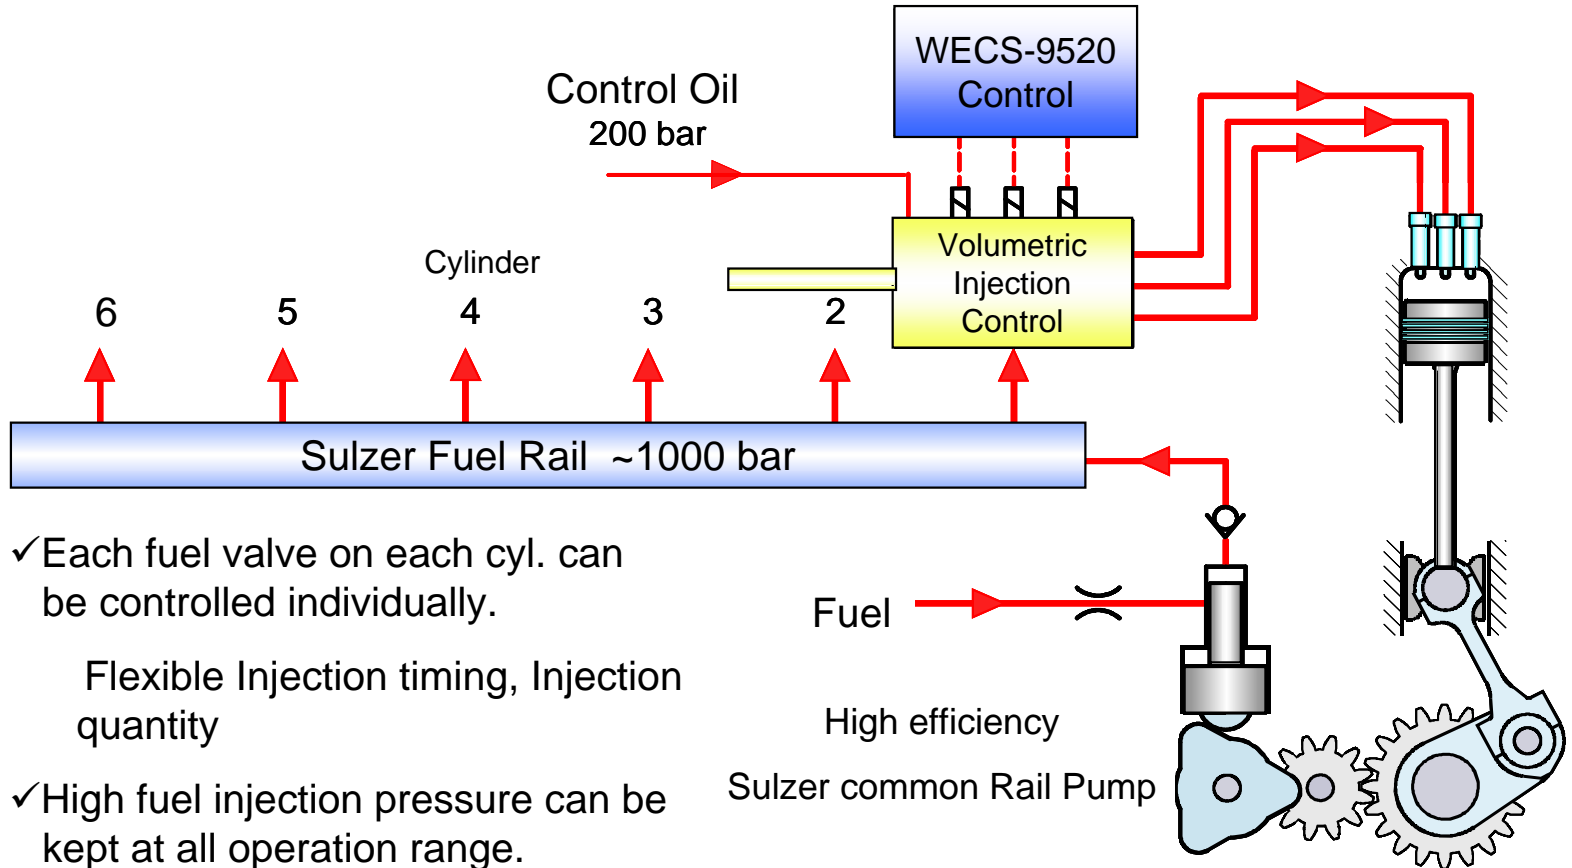 WECS-9520
Control
Control Oil
200 bar
Volumetric
Injection
Control
Cylinder
6 5 4 3 2
Sulzer Fuel Rail ~1000 bar
✓Each fuel valve on each cyl. can
be controlled individually.
Flexible Injection timing, Injection
quantity
✓High fuel injection pressure can be
kept at all operation range.
Fuel
High efficiency
Sulzer common Rail Pump